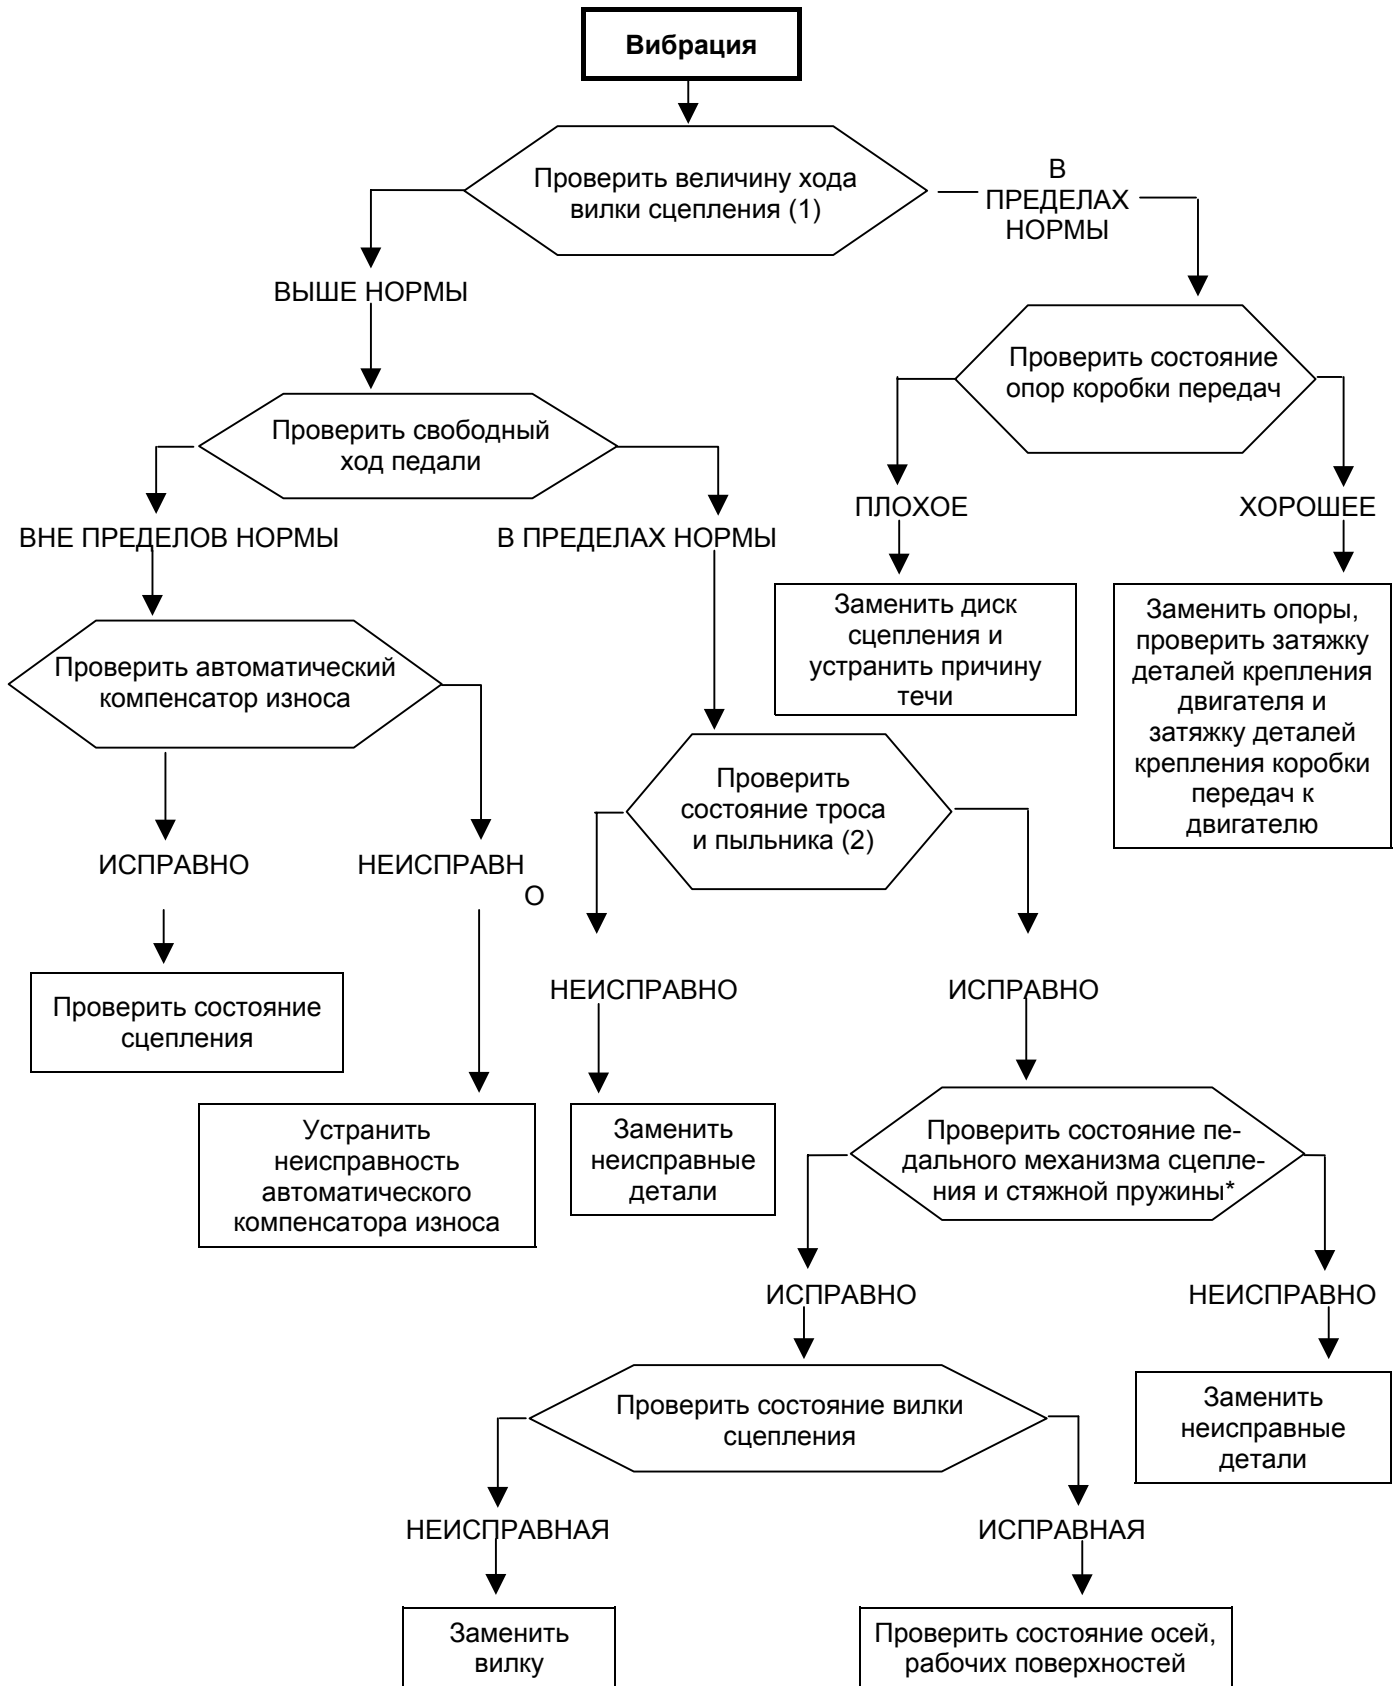 Вибрация
Проверить величину хода
вилки сцепления (1)
В
ПРЕДЕЛАХ
НОРМЫ
ВЫШЕ НОРМЫ
Проверить состояние
опор коробки передач
Проверить свободный
ход педали
ПЛОХОЕ
ХОРОШЕЕ
ВНЕ ПРЕДЕЛОВ НОРМЫ
В ПРЕДЕЛАХ НОРМЫ
Заменить диск
сцепления и
устранить причину
течи
Заменить опоры,
проверить затяжку
деталей крепления
двигателя и
затяжку деталей
крепления коробки
передач к
двигателю
Проверить автоматический
компенсатор износа
Проверить
состояние троса
и пыльника (2)
ИСПРАВНО
НЕИСПРАВН
О
НЕИСПРАВНО
ИСПРАВНО
Проверить состояние
сцепления
Устранить
неисправность
автоматического
компенсатора износа
Заменить
неисправные
детали
Проверить состояние пе-
дального механизма сцепле-
ния и стяжной пружины*
ИСПРАВНО
НЕИСПРАВНО
Проверить состояние вилки
сцепления
Заменить
неисправные
детали
НЕИСПРАВНАЯ
ИСПРАВНАЯ
Заменить
вилку
Проверить состояние осей,
рабочих поверхностей